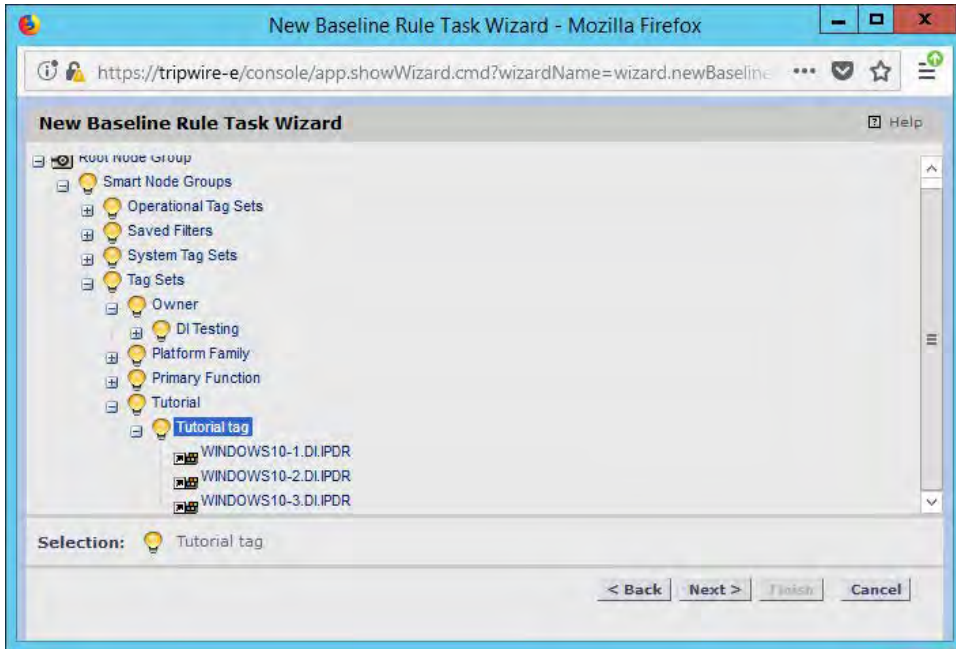 New Baseline Rule Task Wizard - Mozilla Firefox
https://tripwire-e/console/app.showWizard.cmd?wizardName=wizard.newBaseline
New Baseline Rule Task Wizard
? Help
Root Node Group
Smart Node Groups
Operational Tag Sets
Saved Filters
System Tag Sets
Tag Sets
Owner
DI Testing
Platform Family
Primary Function
Tutorial
Tutorial tag
WINDOWS10-1.DI.IPDR
WINDOWS10-2.DI.IPDR
WINDOWS10-3.DI.IPDR
Selection: Tutorial tag
< Back Next > Finish Cancel